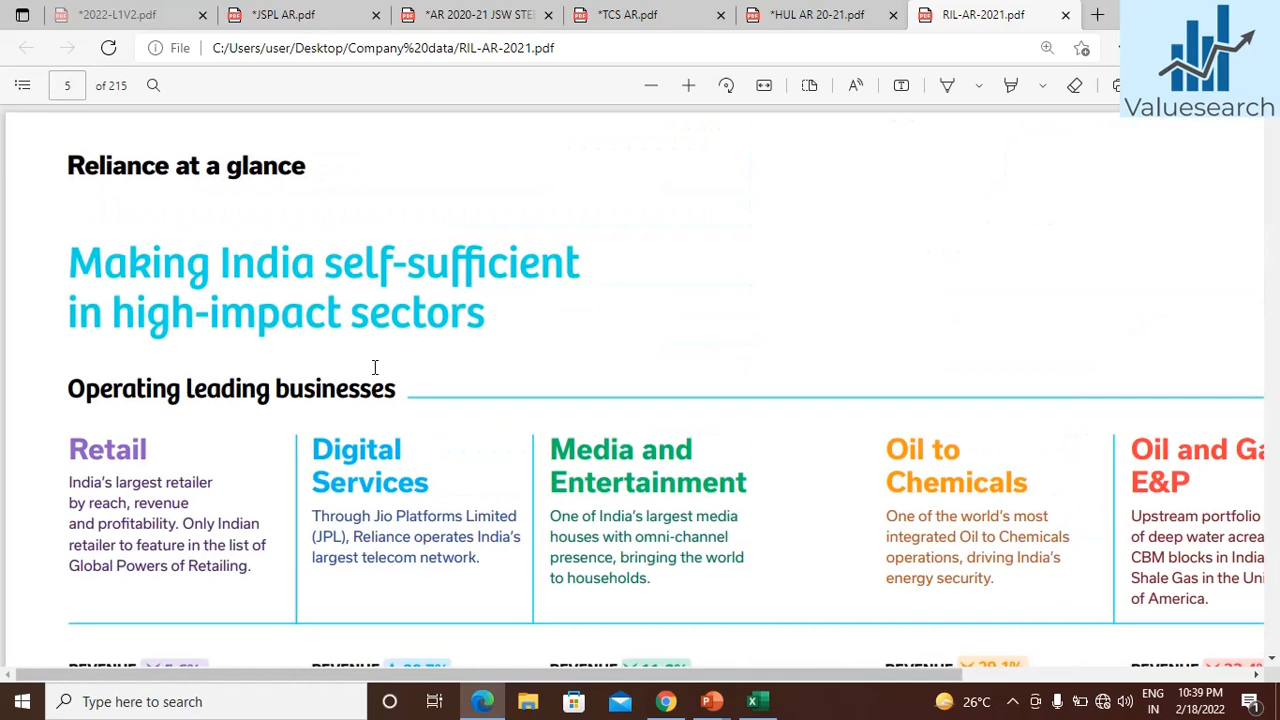 *2022-L1V2.pdf
*JSPL AR.pdf
*AR 2020-21 JSW STE
*TCS AR.pdf
*HUL AR 20-21.pdf
RIL-AR-2021.pdf
File C:/Users/user/Desktop/Company%20data/RIL-AR-2021.pdf
5 of 215
Valuesearch
Reliance at a glance
Making India self-sufficient
in high-impact sectors
Operating leading businesses
Retail
India's largest retailer
by reach, revenue
and profitability. Only Indian
retailer to feature in the list of
Global Powers of Retailing.
Digital
Services
Through Jio Platforms Limited
(JPL), Reliance operates India's
largest telecom network.
Media and
Entertainment
One of India's largest media
houses with omni-channel
presence, bringing the world
to households.
Oil to
Chemicals
One of the world's most
integrated Oil to Chemicals
operations, driving India's
energy security.
Oil and Ga
E&P
Upstream portfolio
of deep water acrea
CBM blocks in India
Shale Gas in the Uni
of America.
REVENUE
REVENUE
REVENUE
REVENUE 29.1%
REVENUE
Type here to search
26°C
ENG
IN
10:39 PM
2/18/2022
1